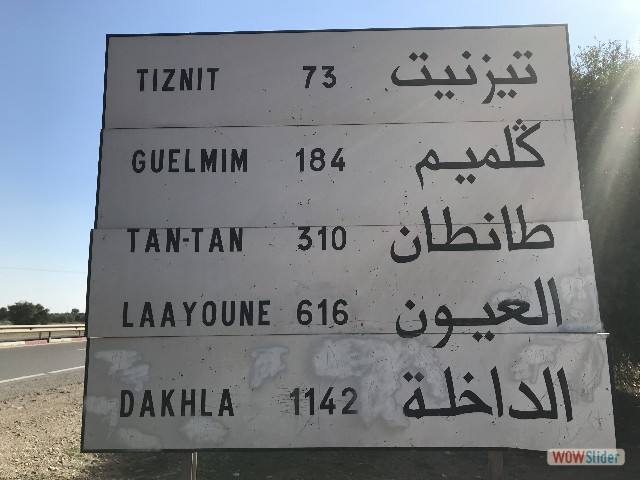 TIZNIT 73 تيزنيت
GUELMIM 184 ڭلميم
TAN-TAN 310 طانطان
LAAYOUNE 616 العيون
DAKHLA 1142 الداخلة
WOWSlider